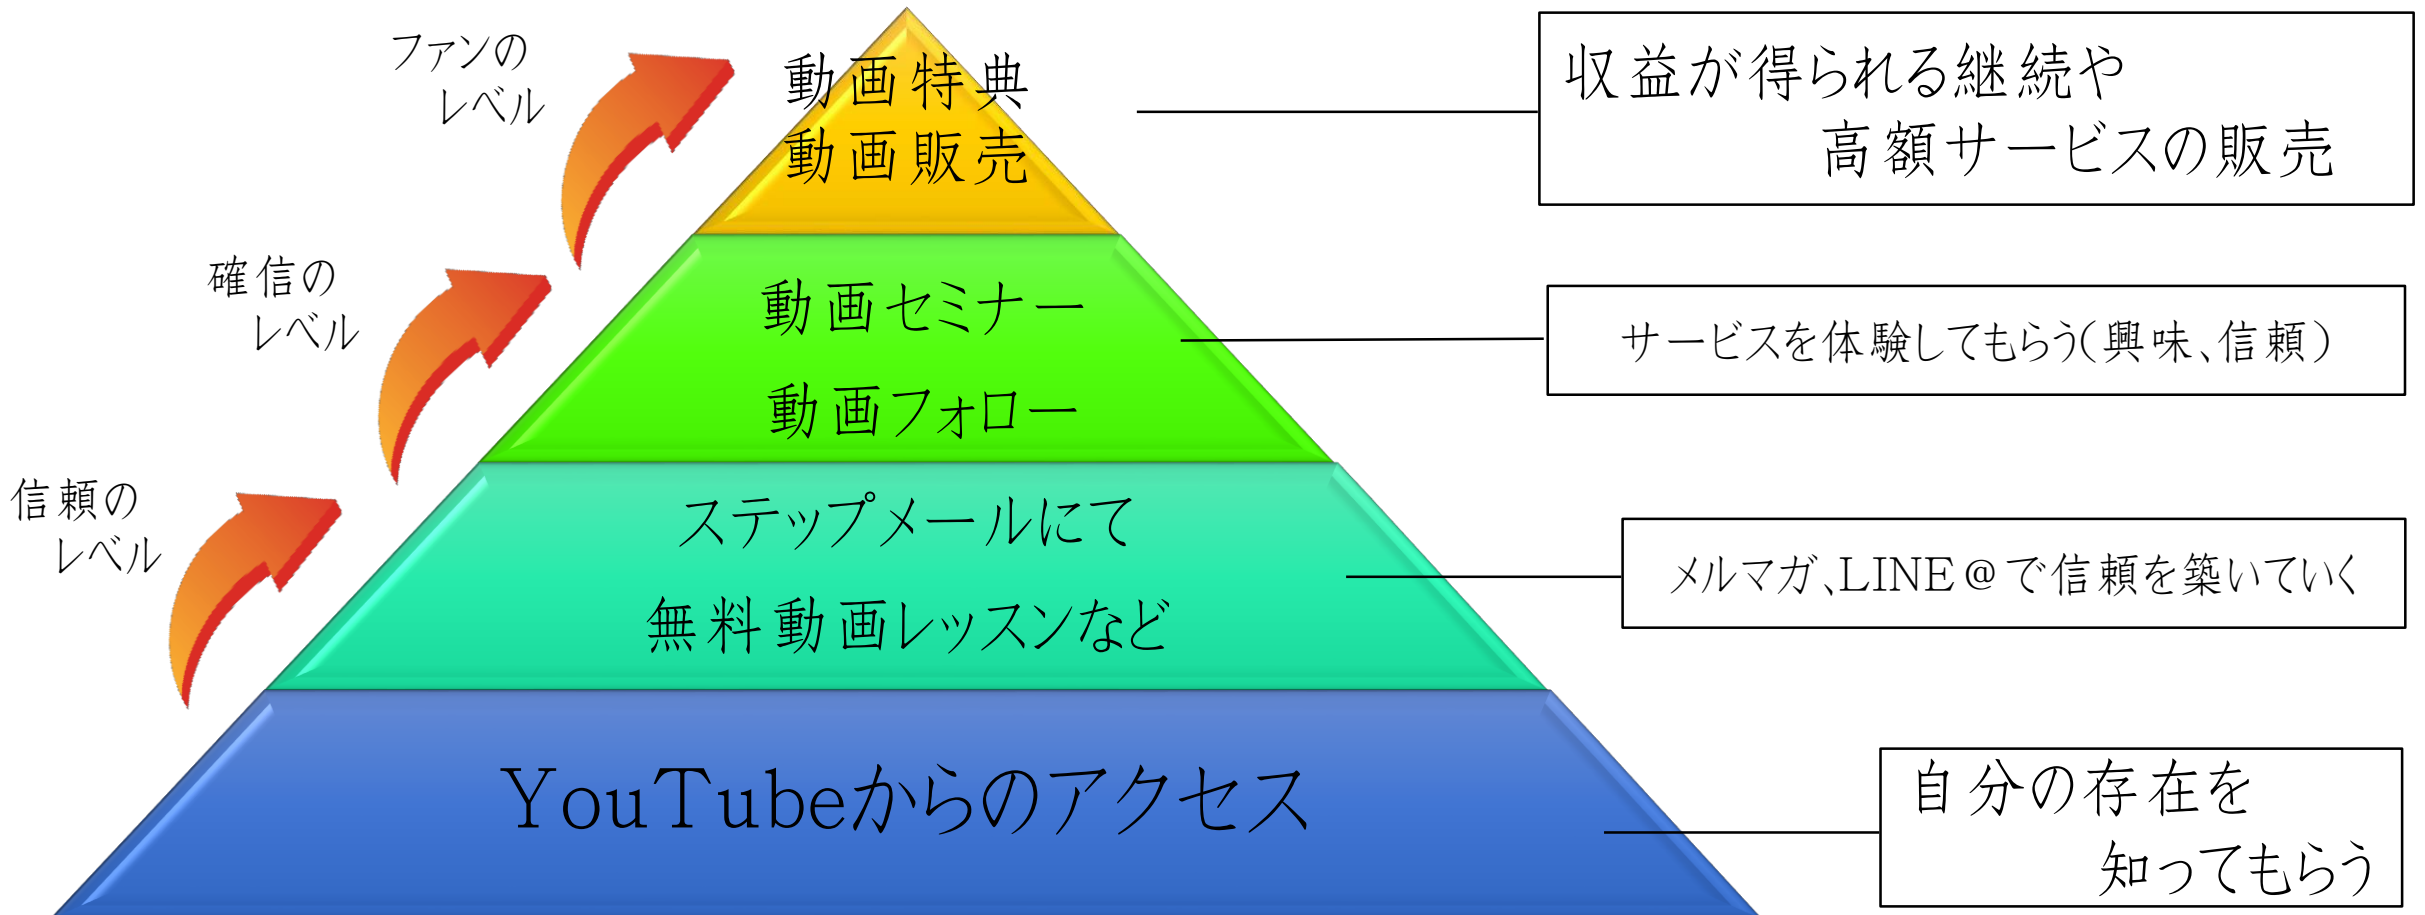 ファンの
レベル
動画特典
動画販売
収益が得られる継続や
高額サービスの販売
確信の
レベル
動画セミナー
動画フォロー
サービスを体験してもらう(興味、信頼)
信頼の
レベル
ステップメールにて
無料動画レッスンなど
メルマガ、LINE@で信頼を築いていく
YouTubeからのアクセス
自分の存在を
知ってもらう